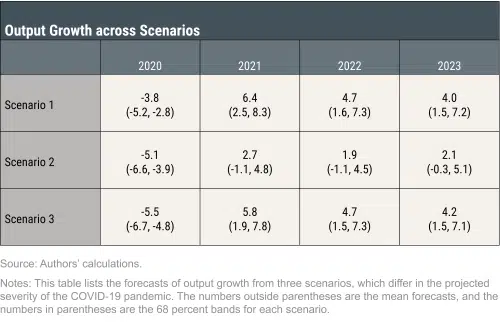 Output Growth across Scenarios
2020 2021 2022 2023
Scenario 1 -3.8 6.4 4.7 4.0
(-5.2, -2.8) (2.5, 8.3) (1.6, 7.3) (1.5, 7.2)
Scenario 2 -5.1 2.7 1.9 2.1
(-6.6, -3.9) (-1.1, 4.8) (-1.1, 4.5) (-0.3, 5.1)
Scenario 3 -5.5 5.8 4.7 4.2
(-6.7, -4.8) (1.9, 7.8) (1.5, 7.3) (1.5, 7.1)
Source: Authors' calculations.
Notes: This table lists the forecasts of output growth from three scenarios, which differ in the projected
severity of the COVID-19 pandemic. The numbers outside parentheses are the mean forecasts, and the
numbers in parentheses are the 68 percent bands for each scenario.